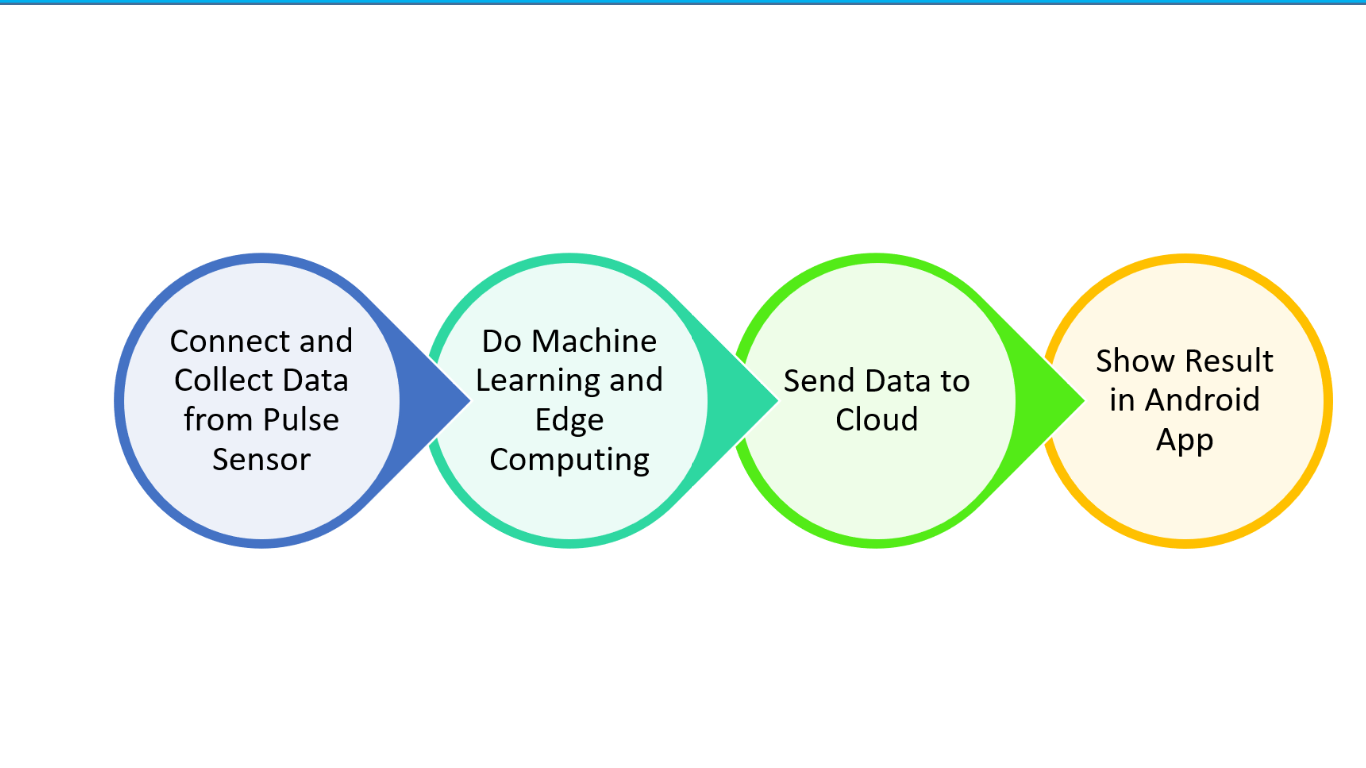 Connect and
Collect Data
from Pulse
Sensor
Do Machine
Learning and
Edge
Computing
Send Data to
Cloud
Show Result
in Android
App